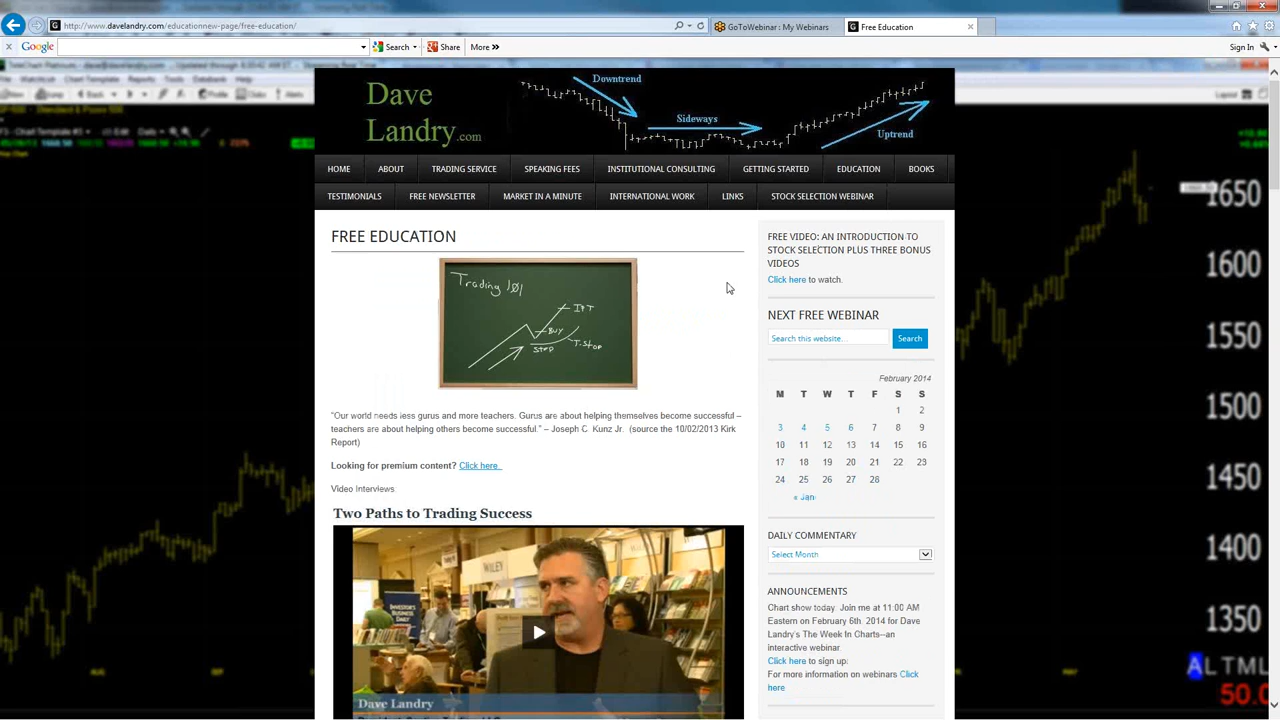 http://www.davelandry.com/educationnew-page/free-education/
GoToWebinar : My Webinars
Free Education
Google
Search
Share
More »
Sign In
Dave
Landry.com
Downtrend
Sideways
Uptrend
HOME
ABOUT
TRADING SERVICE
SPEAKING FEES
INSTITUTIONAL CONSULTING
GETTING STARTED
EDUCATION
BOOKS
TESTIMONIALS
FREE NEWSLETTER
MARKET IN A MINUTE
INTERNATIONAL WORK
LINKS
STOCK SELECTION WEBINAR
FREE EDUCATION
Trading 101
IPT
BUY
STOP
T.STOP
"Our world needs less gurus and more teachers. Gurus are about helping themselves become successful –
teachers are about helping others become successful." – Joseph C. Kunz Jr. (source the 10/02/2013 Kirk
Report)
Looking for premium content? Click here
Video Interviews
Two Paths to Trading Success
WILEY
Dave Landry
FREE VIDEO: AN INTRODUCTION TO
STOCK SELECTION PLUS THREE BONUS
VIDEOS
Click here to watch.
NEXT FREE WEBINAR
Search this website...
Search
February 2014
M T W T F S S
1 2
3 4 5 6 7 8 9
10 11 12 13 14 15 16
17 18 19 20 21 22 23
24 25 26 27 28
« Jan
DAILY COMMENTARY
Select Month
ANNOUNCEMENTS
Chart show today. Join me at 11:00 AM
Eastern on February 6th, 2014 for Dave
Landry's The Week In Charts--an
interactive webinar.
Click here to sign up.
For more information on webinars Click
here
1650
1600
1550
1500
1450
1400
1350
1300
ALTML
50.0